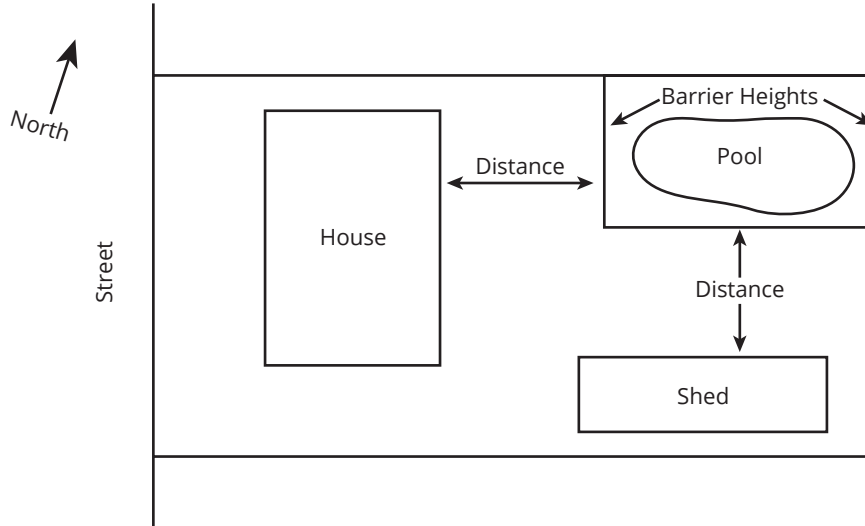 North
Barrier Heights
Pool
Distance
House
Street
Distance
Shed